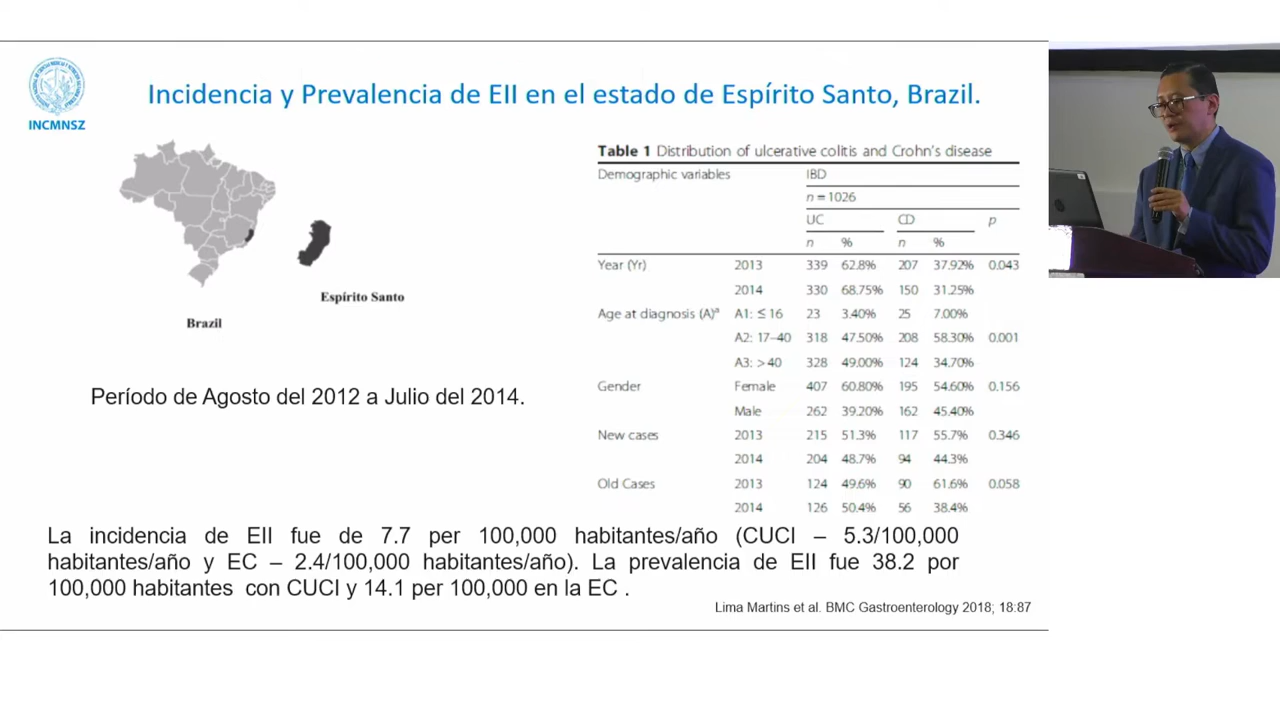 INCMNSZ
Incidencia y Prevalencia de EII en el estado de Espírito Santo, Brazil.
Espírito Santo
Brazil
Período de Agosto del 2012 a Julio del 2014.
Table 1 Distribution of ulcerative colitis and Crohn's disease
Demographic variables IBD
n = 1026
UC CD p
n % n %
Year (Yr) 2013 339 62.8% 207 37.92% 0.043
2014 330 68.75% 150 31.25%
Age at diagnosis (A)ª A1: ≤ 16 23 3.40% 25 7.00%
A2: 17–40 318 47.50% 208 58.30% 0.001
A3: > 40 328 49.00% 124 34.70%
Gender Female 407 60.80% 195 54.60% 0.156
Male 262 39.20% 162 45.40%
New cases 2013 215 51.3% 117 55.7% 0.346
2014 204 48.7% 94 44.3%
Old Cases 2013 124 49.6% 90 61.6% 0.058
2014 126 50.4% 56 38.4%
La incidencia de EII fue de 7.7 per 100,000 habitantes/año (CUCI – 5.3/100,000
habitantes/año y EC – 2.4/100,000 habitantes/año). La prevalencia de EII fue 38.2 por
100,000 habitantes con CUCI y 14.1 per 100,000 en la EC .
Lima Martins et al. BMC Gastroenterology 2018; 18:87